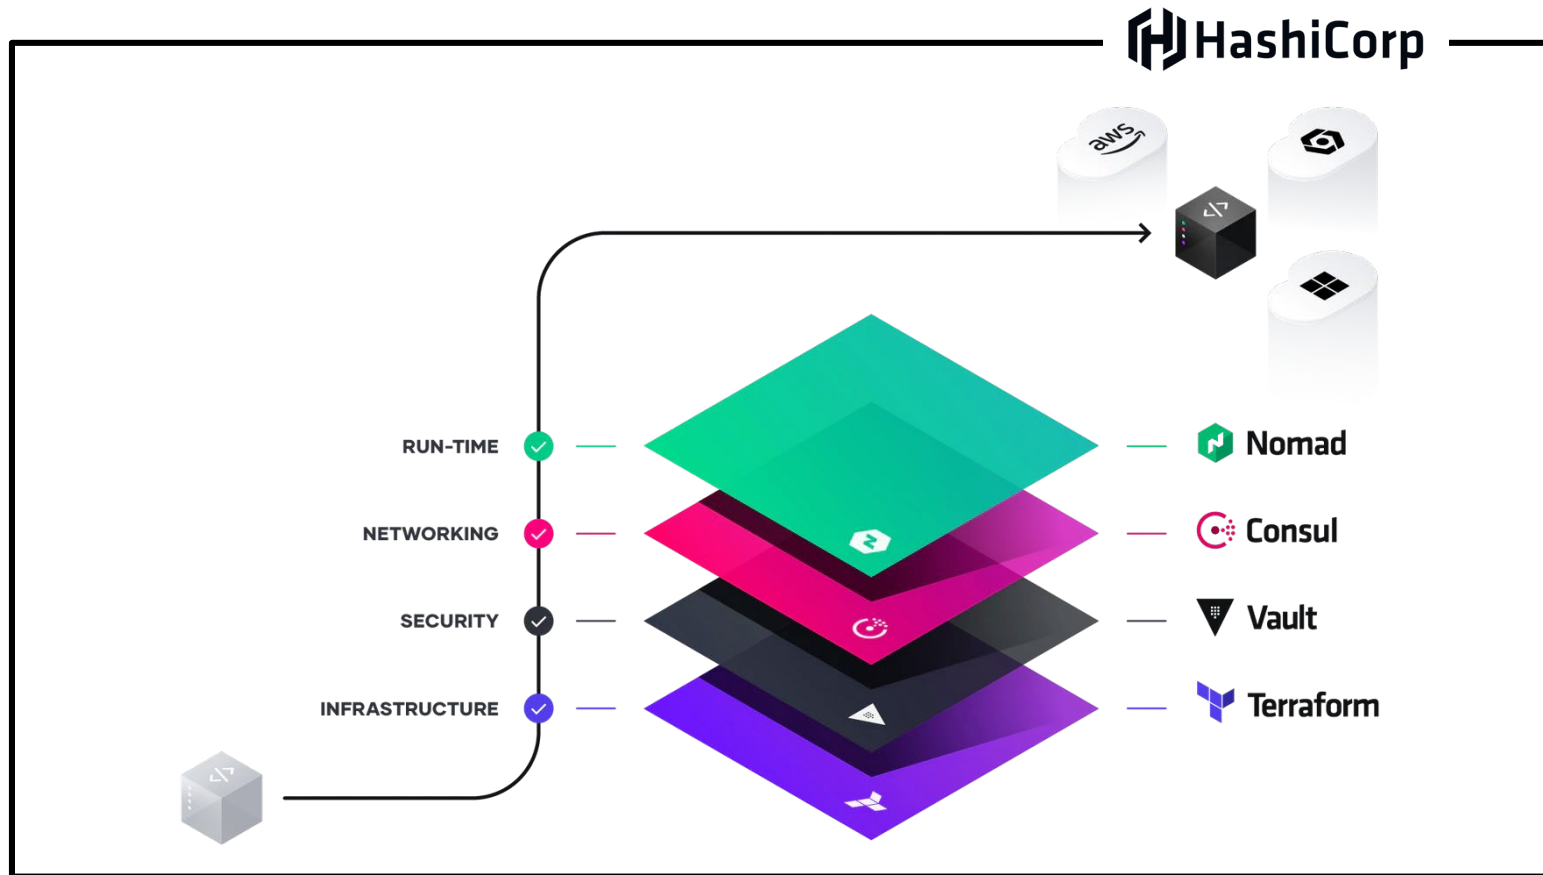 HashiCorp
aws
</>
RUN-TIME
Nomad
NETWORKING
Consul
SECURITY
Vault
INFRASTRUCTURE
Terraform
</>